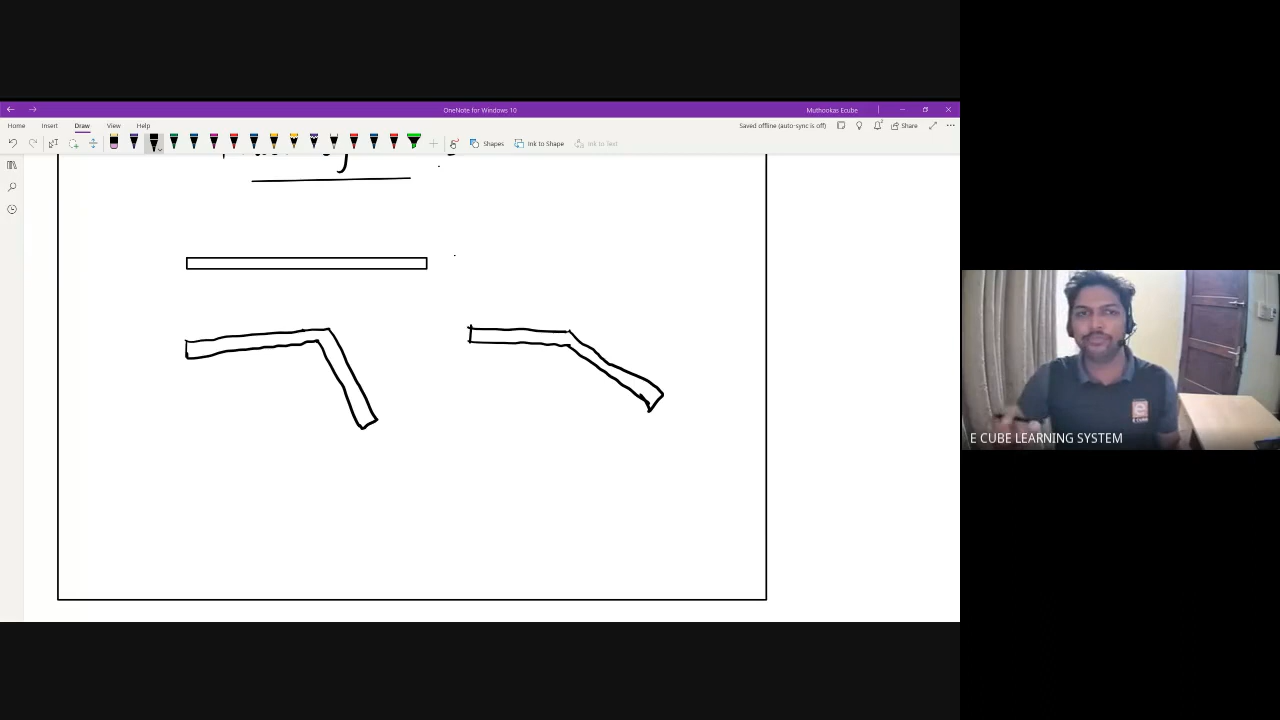 OneNote for Windows 10
Muthookas Ecube
Home Insert Draw View Help
Saved offline (auto-sync is off)
Share
Shapes
Ink to Shape
Ink to Text
E CUBE
E CUBE LEARNING SYSTEM